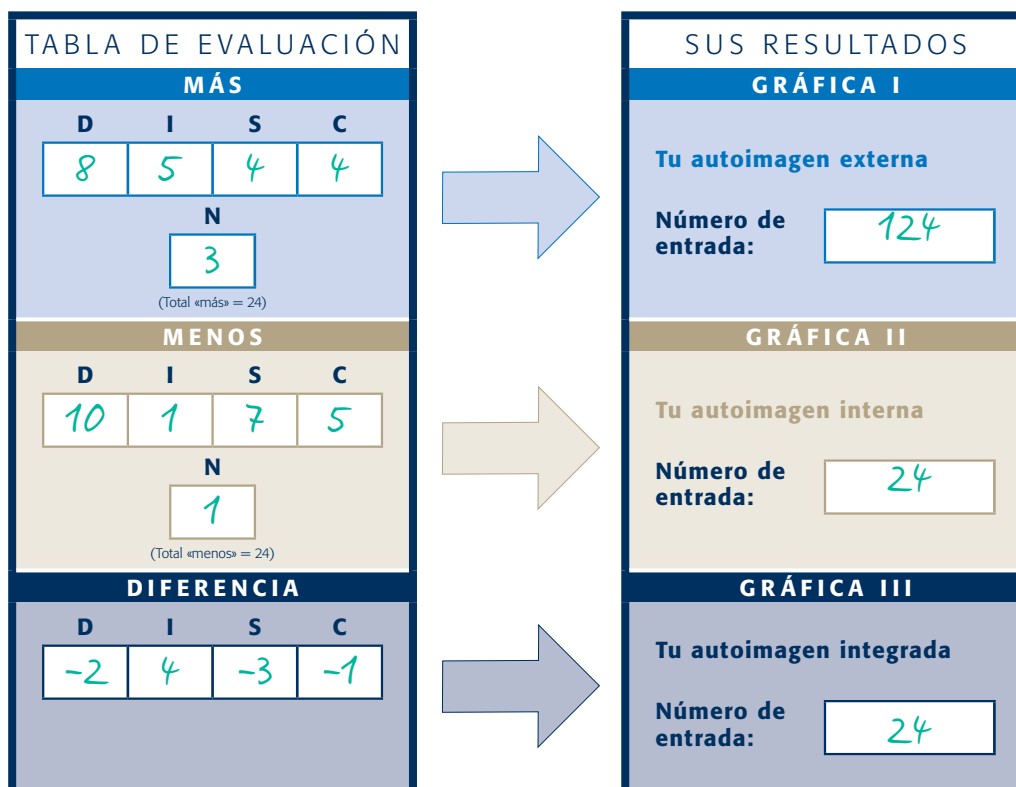 TABLA DE EVALUACIÓN
MÁS
D I S C
8 5 4 4
N
3
(Total «más» = 24)
MENOS
D I S C
10 1 7 5
N
1
(Total «menos» = 24)
DIFERENCIA
D I S C
-2 4 -3 -1
SUS RESULTADOS
GRÁFICA I
Tu autoimagen externa
Número de
entrada:
124
GRÁFICA II
Tu autoimagen interna
Número de
entrada:
24
GRÁFICA III
Tu autoimagen integrada
Número de
entrada:
24